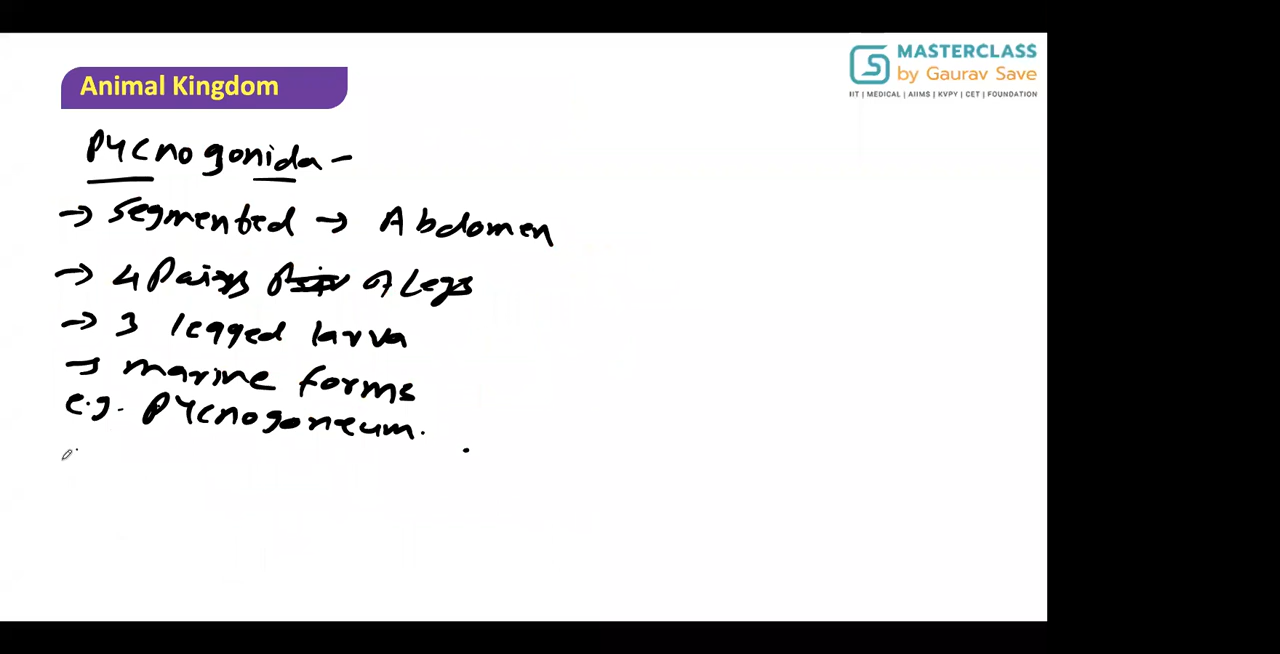 MASTERCLASS
by Gaurav Save
IIT | MEDICAL | AIIMS | KVPY | CET | FOUNDATION
Animal Kingdom
PYCnogonida -
→ Segmented → Abdomen
→ 4 Pairs of Legs
→ 3 legged larva
→ marine forms
e.g. PYCnogoneum.